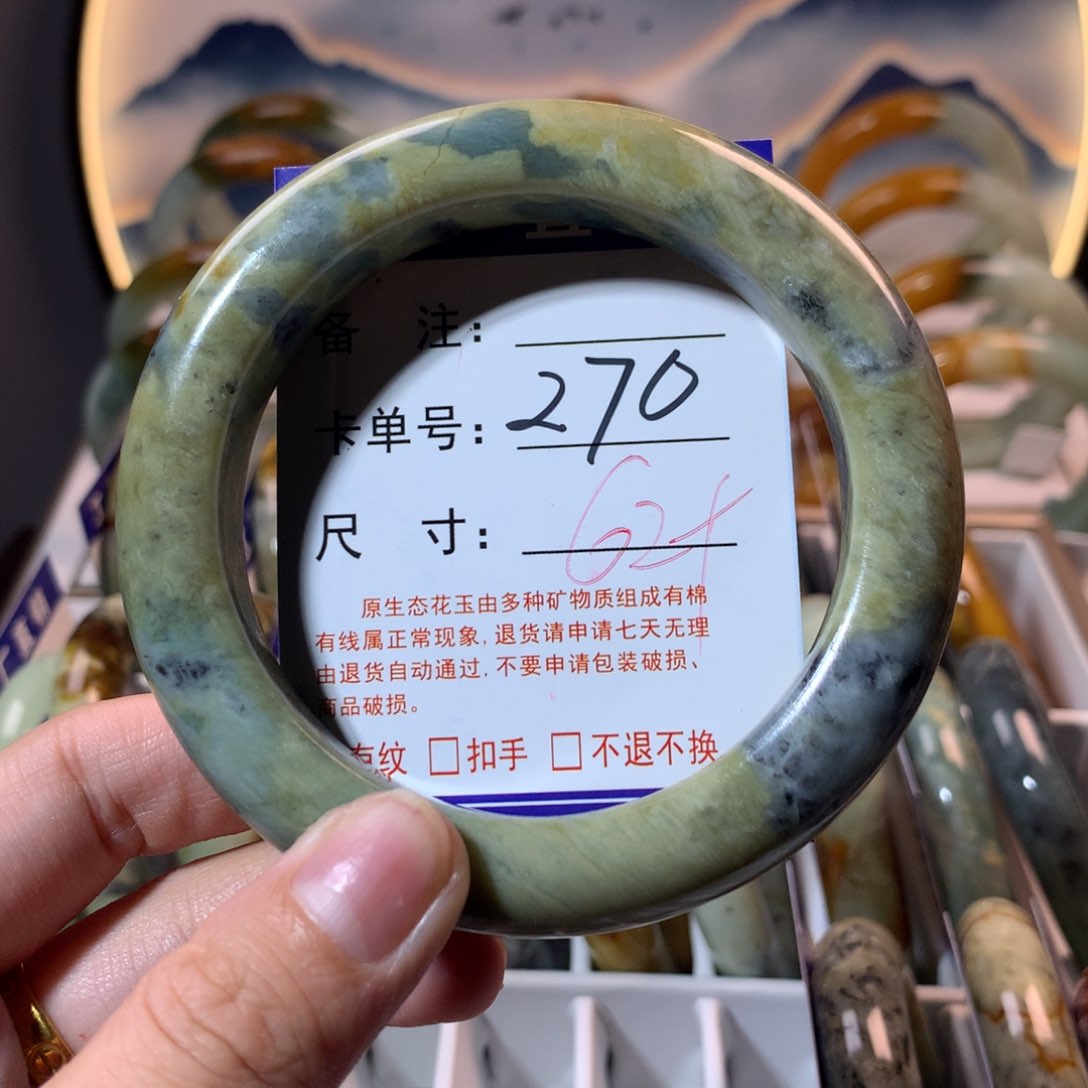 备 注：
卡单号：270
尺 寸：62+
原生态花玉由多种矿物质组成有棉
有线属正常现象，退货请申请七天无理
由退货自动通过，不要申请包装破损、
商品破损。
有纹 □扣手 □不退不换